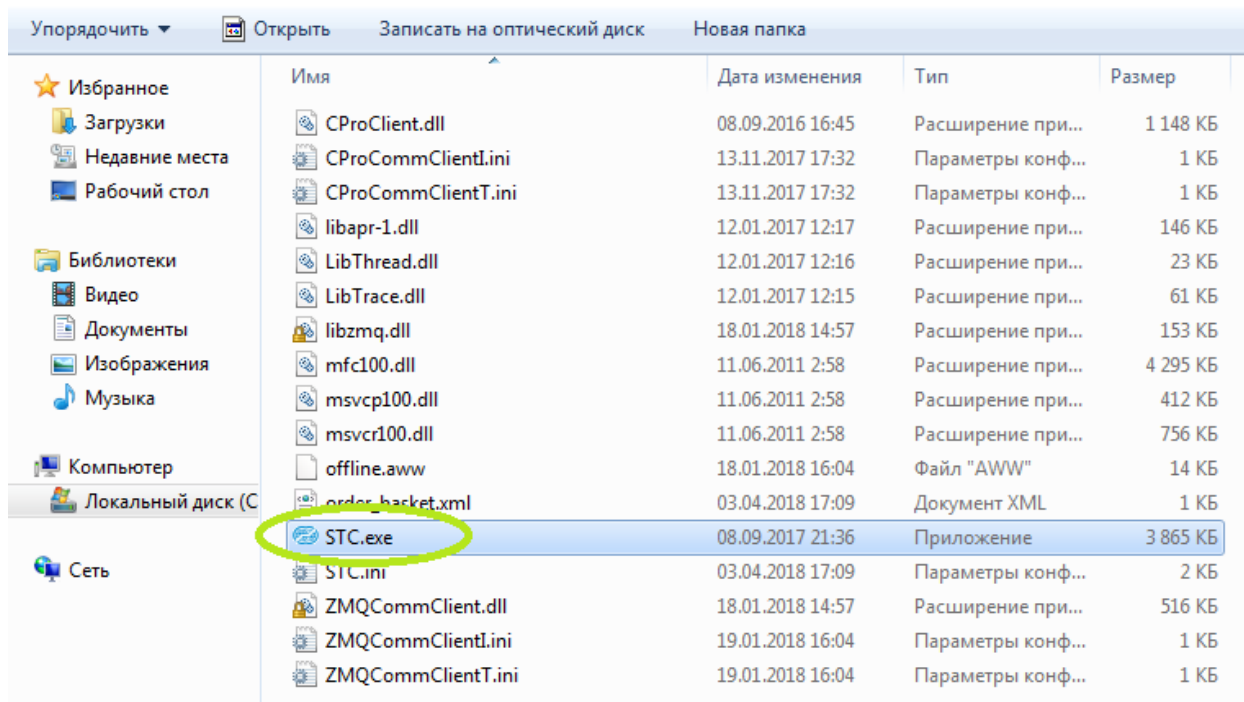 Упорядочить Открыть Записать на оптический диск Новая папка
Имя Дата изменения Тип Размер
Избранное
Загрузки
Недавние места
Рабочий стол
Библиотеки
Видео
Документы
Изображения
Музыка
Компьютер
Локальный диск (С
Сеть
CProClient.dll 08.09.2016 16:45 Расширение при... 1 148 КБ
CProCommClientI.ini 13.11.2017 17:32 Параметры конф... 1 КБ
CProCommClientT.ini 13.11.2017 17:32 Параметры конф... 1 КБ
libapr-1.dll 12.01.2017 12:17 Расширение при... 146 КБ
LibThread.dll 12.01.2017 12:16 Расширение при... 23 КБ
LibTrace.dll 12.01.2017 12:15 Расширение при... 61 КБ
libzmq.dll 18.01.2018 14:57 Расширение при... 153 КБ
mfc100.dll 11.06.2011 2:58 Расширение при... 4 295 КБ
msvcp100.dll 11.06.2011 2:58 Расширение при... 412 КБ
msvcr100.dll 11.06.2011 2:58 Расширение при... 756 КБ
offline.aww 18.01.2018 16:04 Файл "AWW" 14 КБ
order_basket.xml 03.04.2018 17:09 Документ XML 1 КБ
STC.exe 08.09.2017 21:36 Приложение 3 865 КБ
STC.ini 03.04.2018 17:09 Параметры конф... 2 КБ
ZMQCommClient.dll 18.01.2018 14:57 Расширение при... 516 КБ
ZMQCommClientI.ini 19.01.2018 16:04 Параметры конф... 1 КБ
ZMQCommClientT.ini 19.01.2018 16:04 Параметры конф... 1 КБ